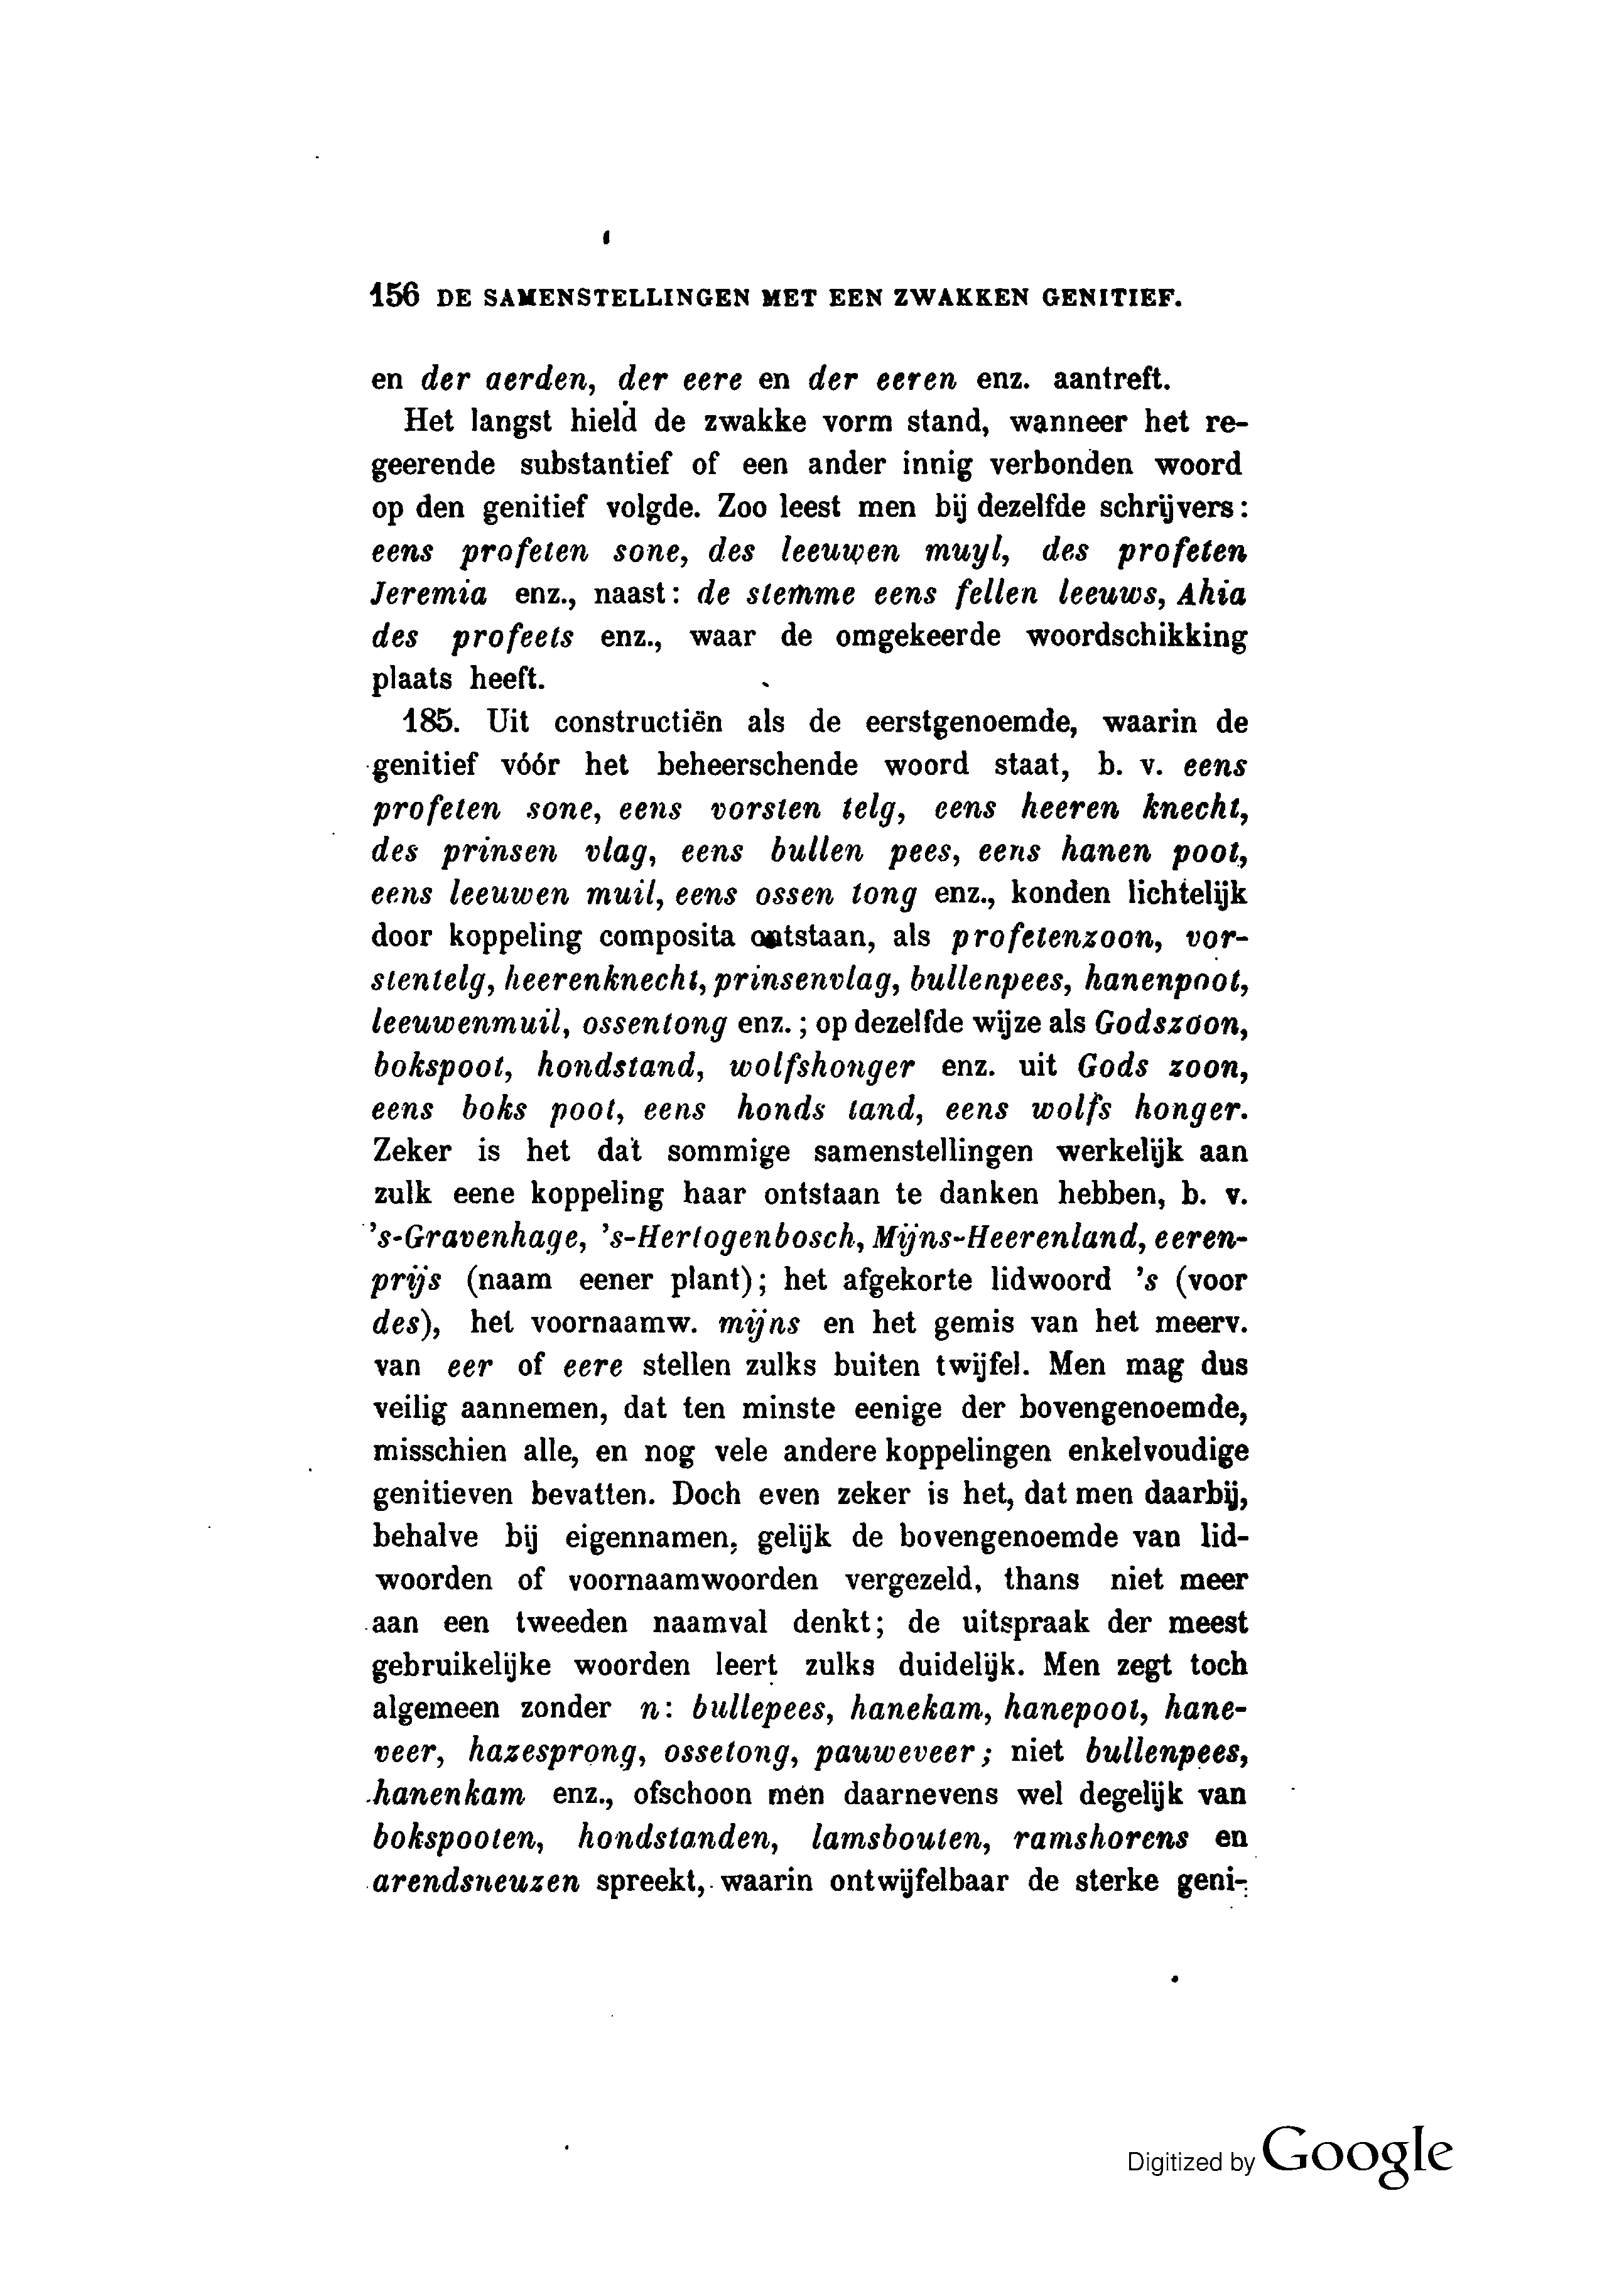 156 DE SAMENSTELLINGEN MET EEN ZWAKKEN GENITIEF.
en der aerden, der eere en der eeren enz. aantreft.
Het langst hield de zwakke vorm stand, wanneer het re-
geerende substantief of een ander innig verbonden woord
op den genitief volgde. Zoo leest men bij dezelfde schrijvers:
eens profeten sone, des leeuwen muyl, des profeten
Jeremia enz., naast: de stemme eens fellen leeuws, Ahia
des profeets enz., waar de omgekeerde woordschikking
plaats heeft.
185. Uit constructiën als de eerstgenoemde, waarin de
genitief vóór het beheerschende woord staat, b. v. eens
profeten sone, eens vorsten telg, eens heeren knecht,
des prinsen vlag, eens bullen pees, eens hanen poot,
eens leeuwen muil, eens ossen tong enz., konden lichtelijk
door koppeling composita ontstaan, als profetenzoon, vor-
stentelg, heerenknecht, prinsenvlag, bullenpees, hanenpoot,
leeuwenmuil, ossentong enz.; op dezelfde wijze als Godszoon,
bokspoot, hondstand, wolfshonger enz. uit Gods zoon,
eens boks poot, eens honds tand, eens wolfs honger.
Zeker is het dat sommige samenstellingen werkelijk aan
zulk eene koppeling haar ontstaan te danken hebben, b. v.
's-Gravenhage, 's-Hertogenbosch, Mijns-Heerenland, eeren-
prijs (naam eener plant); het afgekorte lidwoord 's (voor
des), het voornaamw. mijns en het gemis van het meerv.
van eer of eere stellen zulks buiten twijfel. Men mag dus
veilig aannemen, dat ten minste eenige der bovengenoemde,
misschien alle, en nog vele andere koppelingen enkelvoudige
genitieven bevatten. Doch even zeker is het, dat men daarbij,
behalve bij eigennamen, gelijk de bovengenoemde van lid-
woorden of voornaamwoorden vergezeld, thans niet meer
aan een tweeden naamval denkt; de uitspraak der meest
gebruikelijke woorden leert zulks duidelijk. Men zegt toch
algemeen zonder n: bullepees, hanekam, hanepoot, hane-
veer, hazesprong, ossetong, pauweveer; niet bullenpees,
hanenkam enz., ofschoon men daarnevens wel degelijk van
bokspooten, hondstanden, lamsbouten, ramshorens en
arendsneuzen spreekt, waarin ontwijfelbaar de sterke geni-
Digitized by Google